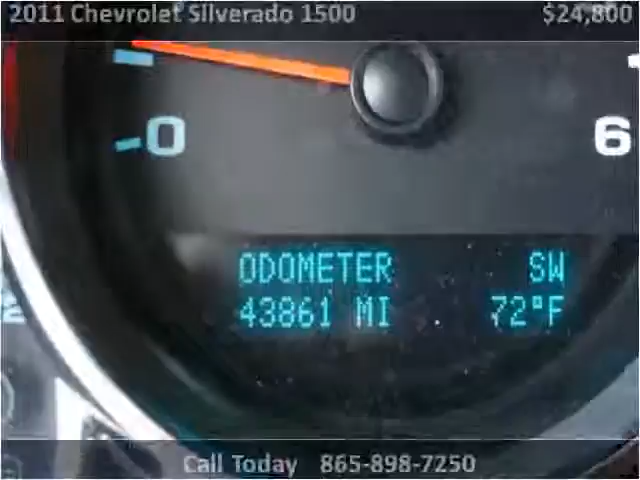 2011 Chevrolet Silverado 1500 $24,800
0 6
ODOMETER SW
43861 MI 72°F
Call Today 865-898-7250